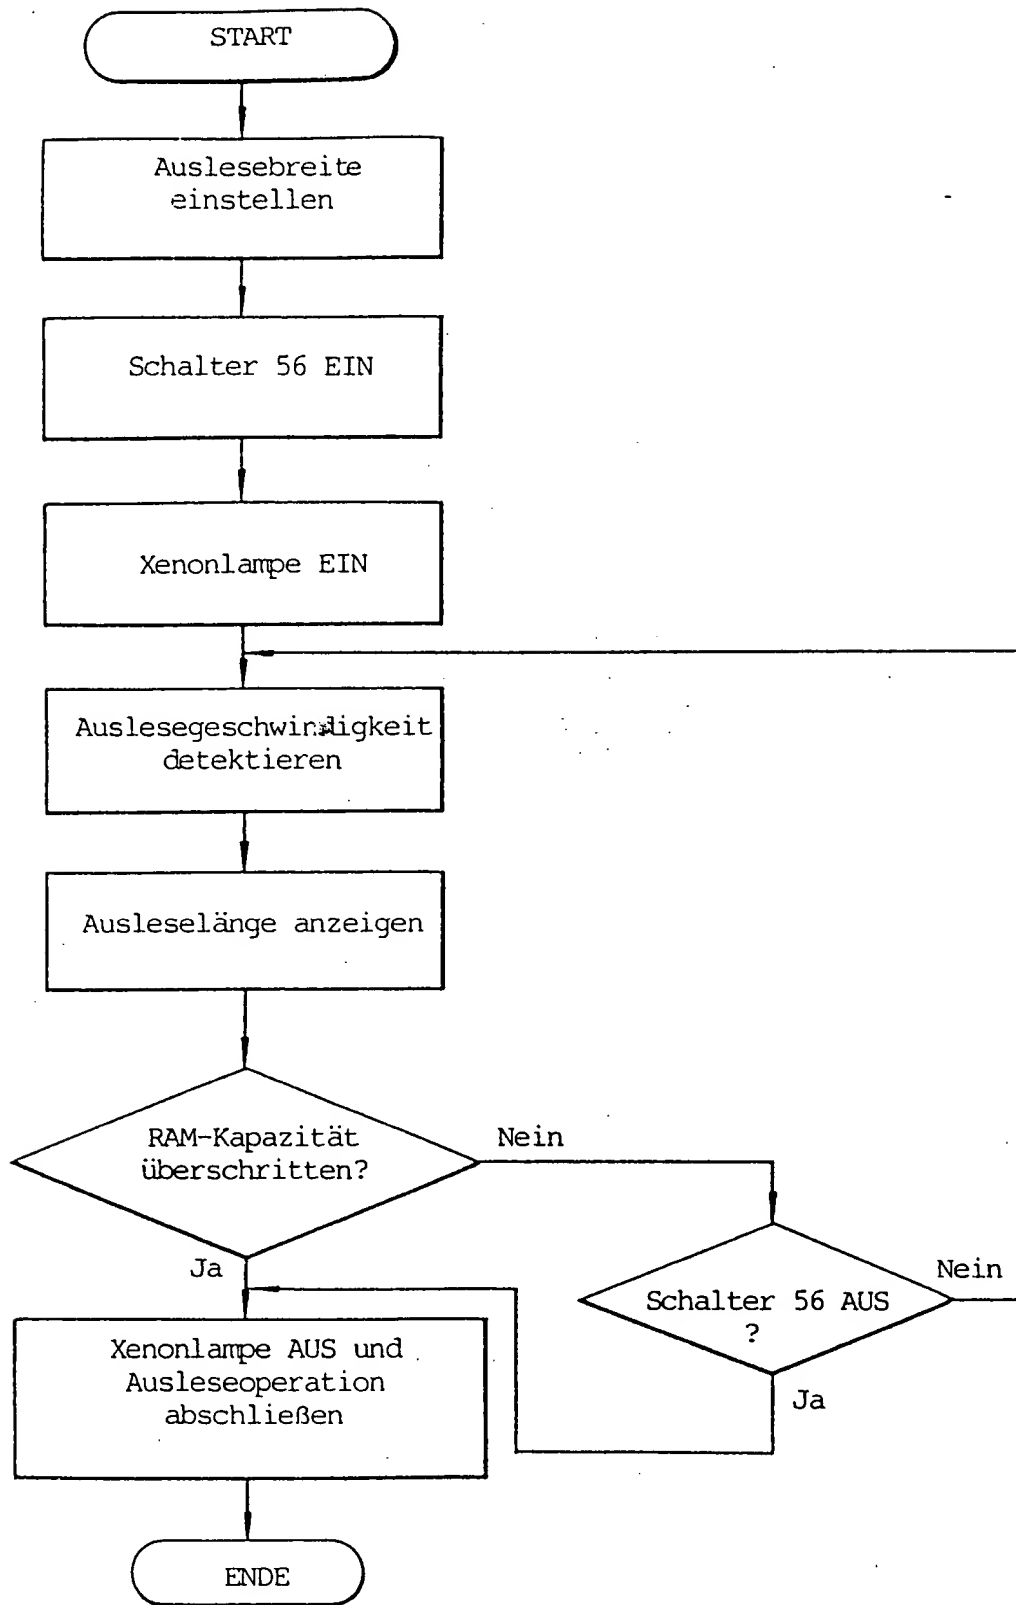 START
Auslesebreite
einstellen
Schalter 56 EIN
Xenonlampe EIN
Auslesegeschwindigkeit
detektieren
Ausleselänge anzeigen
RAM-Kapazität
überschritten?
Nein
Ja
Schalter 56 AUS
?
Nein
Ja
Xenonlampe AUS und
Ausleseoperation
abschließen
ENDE